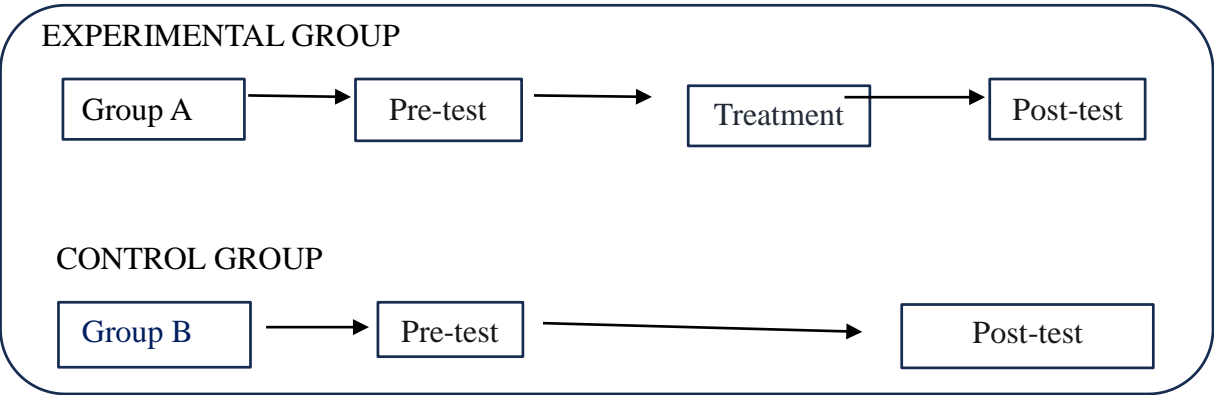 EXPERIMENTAL GROUP
Group A Pre-test Treatment Post-test
CONTROL GROUP
Group B Pre-test Post-test